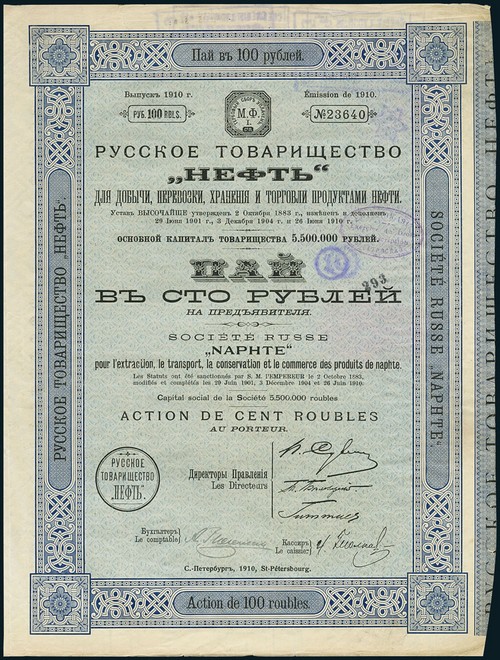 Пай въ 100 рублей.
Выпускъ 1910 г.
Émission de 1910.
РУБ. 100 RBLS.
М.Ф.
I.
№23640
РУССКОЕ ТОВАРИЩЕСТВО
„НЕФТЬ“
ДЛЯ ДОБЫЧИ, ПЕРЕВОЗКИ, ХРАНЕНІЯ И ТОРГОВЛИ ПРОДУКТАМИ НЕФТИ.
Уставъ ВЫСОЧАЙШЕ утвержденъ 2 Октября 1883 г., измѣненъ и дополненъ
29 Іюня 1901 г., 3 Декабря 1904 г. и 26 Іюня 1910 г.
ОСНОВНОЙ КАПИТАЛЪ ТОВАРИЩЕСТВА 5.500.000 РУБЛЕЙ.
293
ПАЙ
ВЪ СТО РУБЛЕЙ
НА ПРЕДЪЯВИТЕЛЯ.
SOCIÉTÉ RUSSE
„NAPHTE“
pour l'extraction, le transport, la conservation et le commerce des produits de naphte.
Les Statuts ont été sanctionnés par S. M. l'EMPEREUR le 2 Octobre 1883,
modifiés et complétés les 29 Juin 1901, 3 Décembre 1904 et 26 Juin 1910.
Capital social de la Société 5.500.000 roubles
ACTION DE CENT ROUBLES
AU PORTEUR.
РУССКОЕ
ТОВАРИЩЕСТВО
„НЕФТЬ“
Директоры Правленія
Les Directeurs
Бухгалтеръ
Le comptable
Кассиръ
Le caissier
С.-Петербургъ, 1910, St-Pétersbourg.
Action de 100 roubles.
РУССКОЕ ТОВАРИЩЕСТВО „НЕФТЬ“
SOCIÉTÉ RUSSE „NAPHTE“